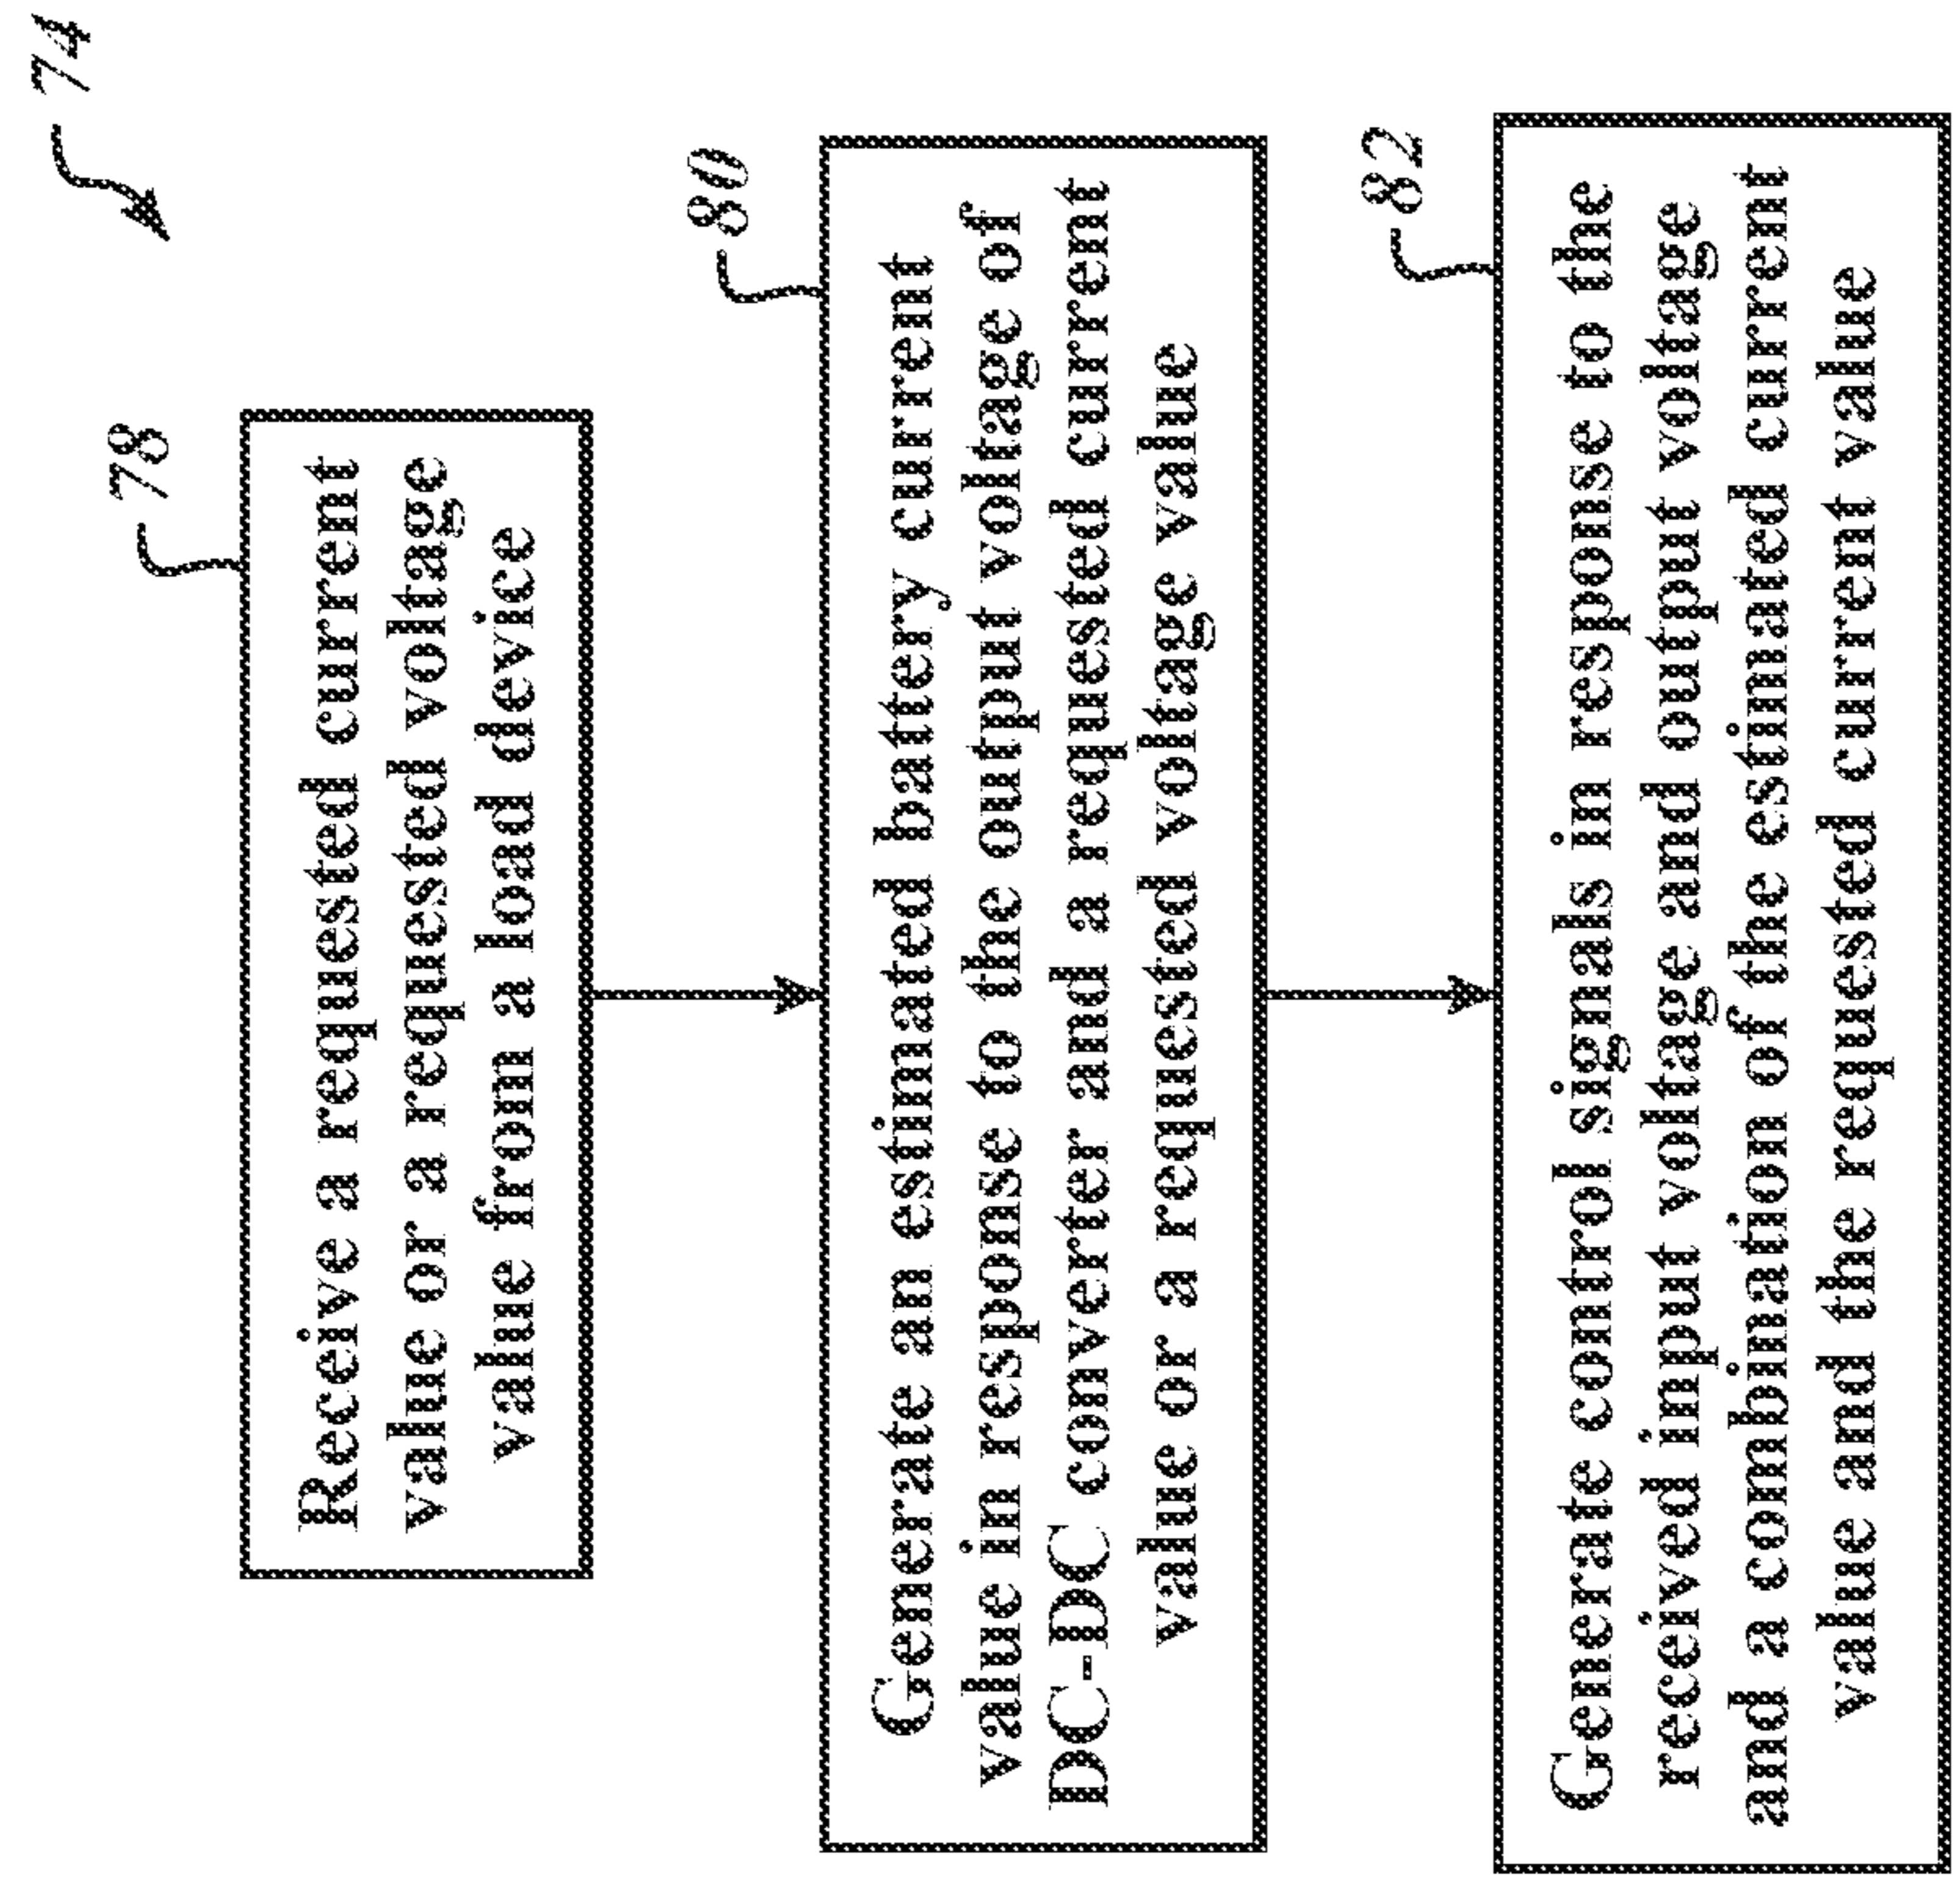 74
78
Receive a requested current
value or a requested voltage
value from a load device
80
Generate an estimated battery current
value in response to the output voltage of
DC-DC converter and a requested current
value or a requested voltage value
82
Generate control signals in response to the
received input voltage and output voltage
and a combination of the estimated current
value and the requested current value